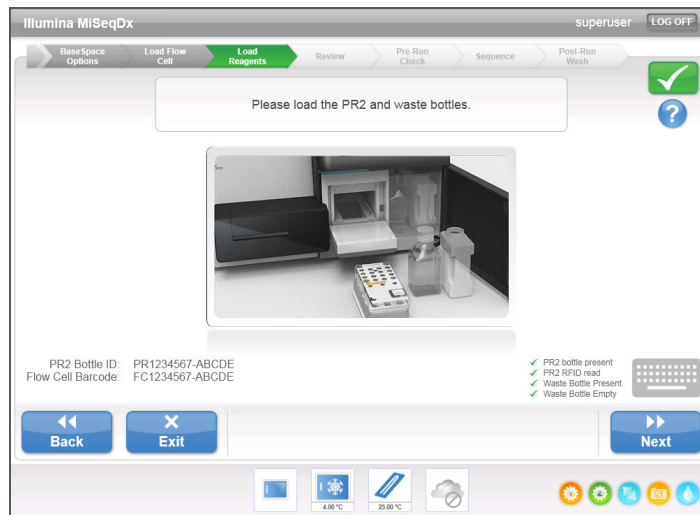 Illumina MiSeqDx
superuser
LOG OFF
BaseSpace
Options
Load Flow
Cell
Load
Reagents
Review
Pre-Run
Check
Sequence
Post-Run
Wash
Please load the PR2 and waste bottles.
PR2 Bottle ID: PR1234567-ABCDE
Flow Cell Barcode: FC1234567-ABCDE
PR2 bottle present
PR2 RFID read
Waste Bottle Present
Waste Bottle Empty
Back
Exit
Next
4.00 °C
25.00 °C